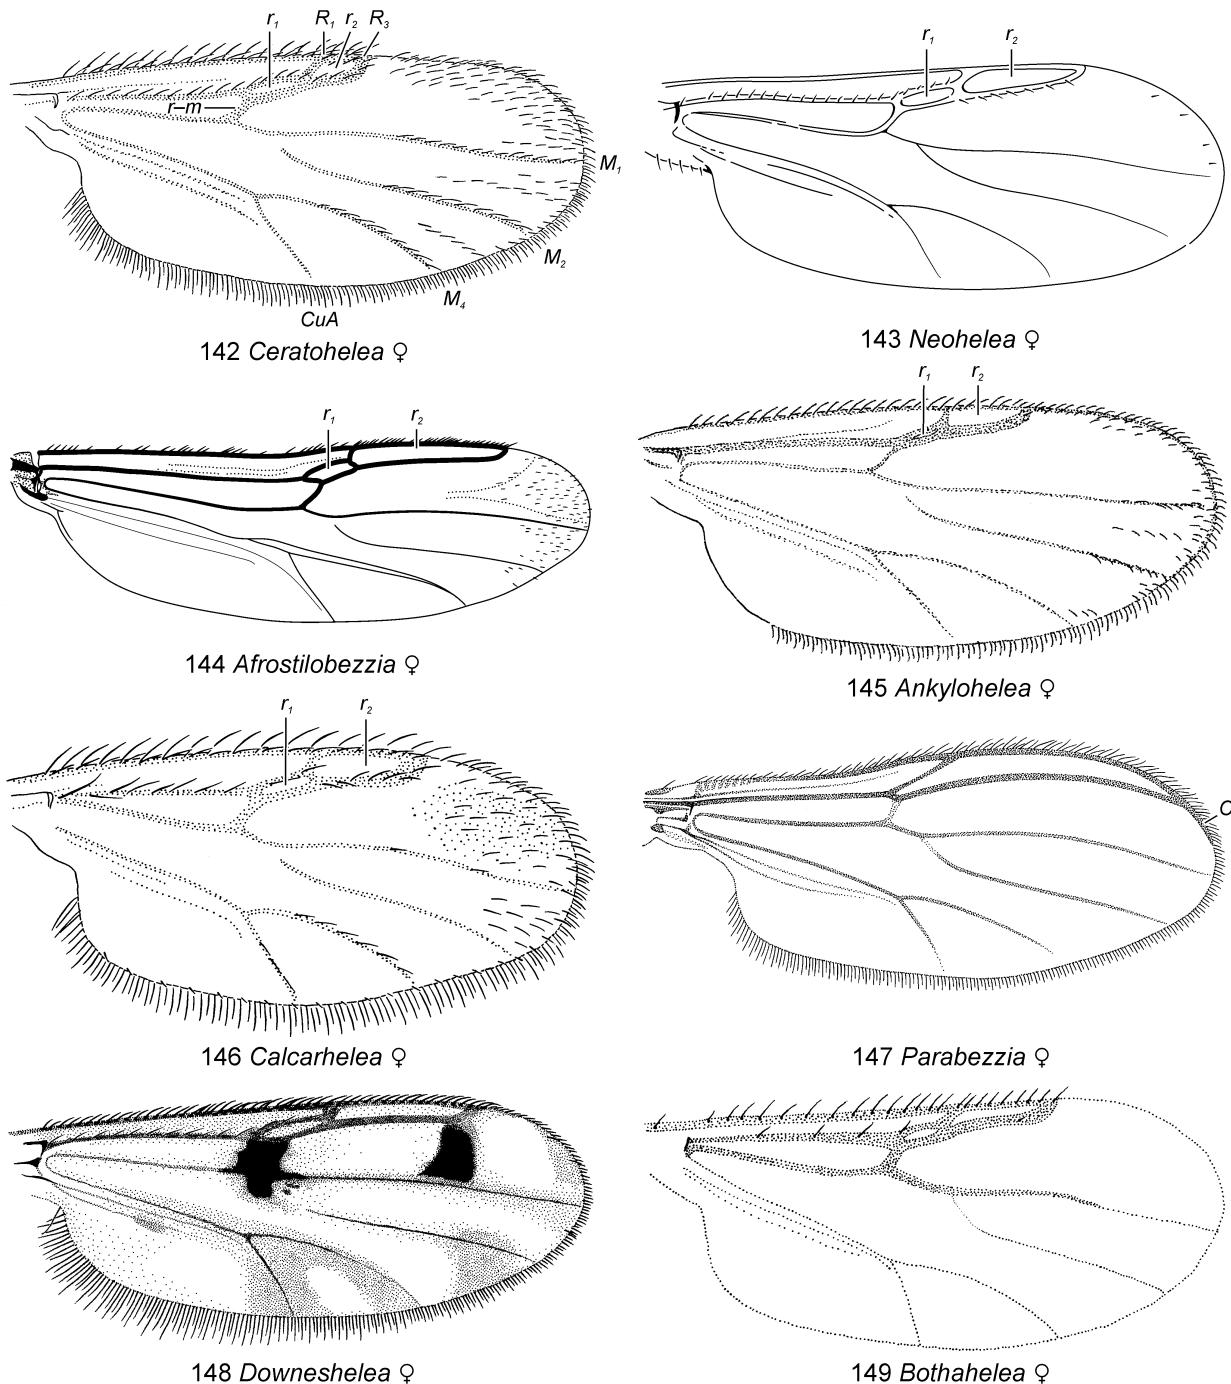 r₁ R₁ r₂ R₃
r–m
M₁
M₂
M₄
CuA
142 Ceratohelea ♀
r₁ r₂
143 Neohelea ♀
r₁ r₂
144 Afrostilobezzia ♀
r₁ r₂
145 Ankylohelea ♀
r₁ r₂
146 Calcarhelea ♀
C
147 Parabezzia ♀
148 Downeshelea ♀
149 Bothahelea ♀